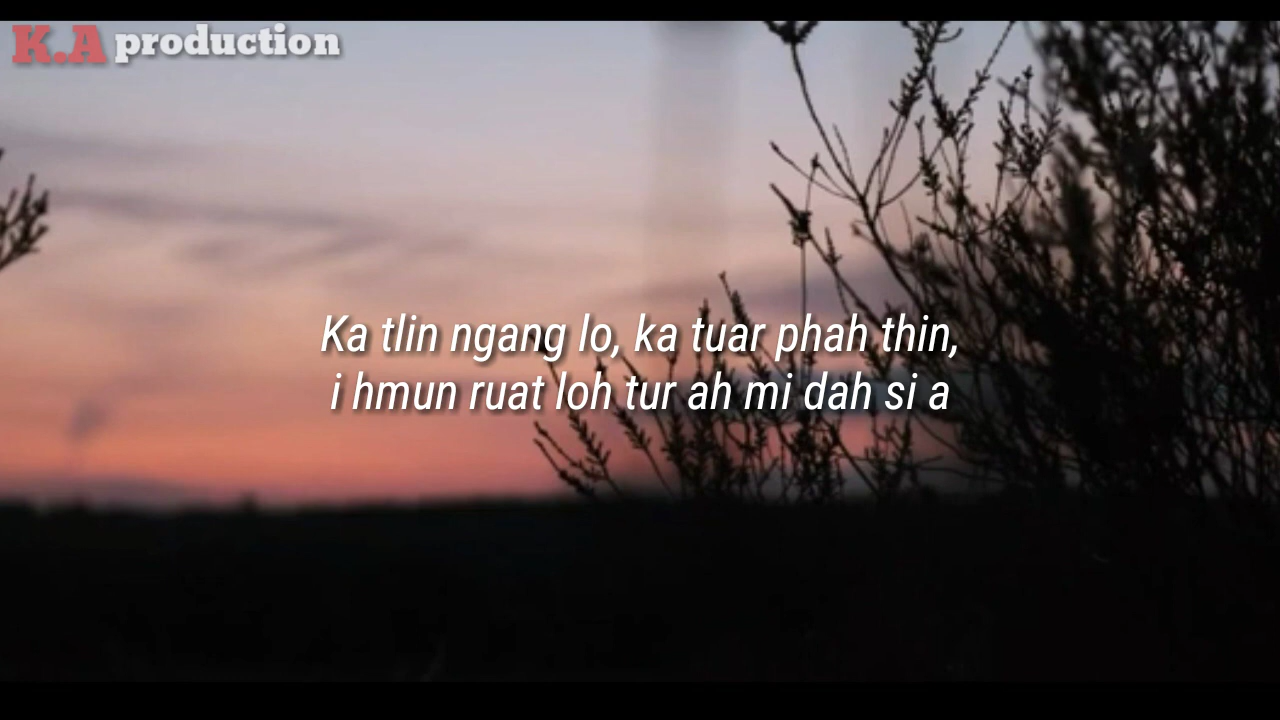 K.A production
Ka tlin ngang lo, ka tuar phah thin,
i hmun ruat loh tur ah mi dah si a